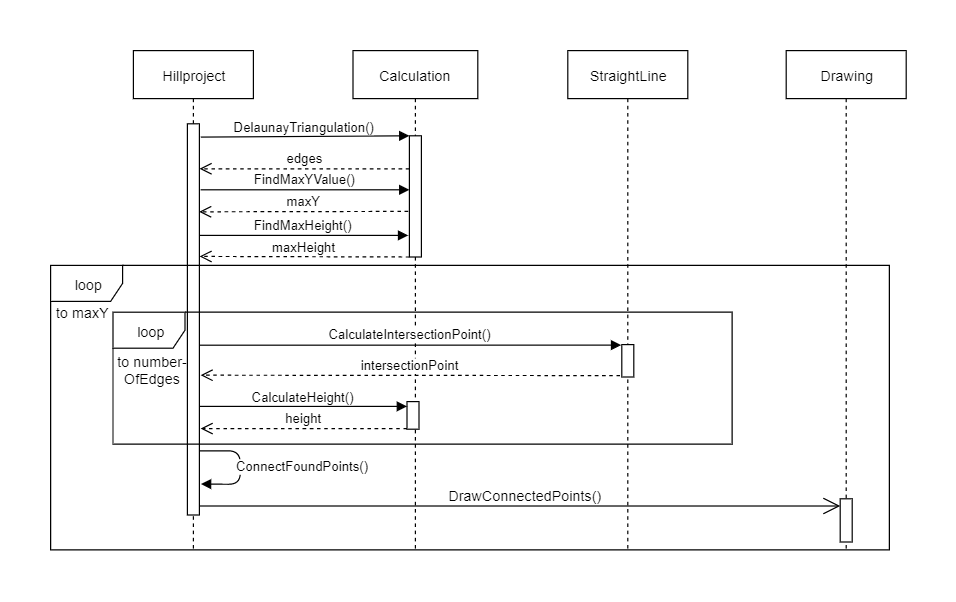 Hillproject
Calculation
StraightLine
Drawing
DelaunayTriangulation()
edges
FindMaxYValue()
maxY
FindMaxHeight()
maxHeight
loop
to maxY
loop
CalculateIntersectionPoint()
to number-
OfEdges
intersectionPoint
CalculateHeight()
height
ConnectFoundPoints()
DrawConnectedPoints()